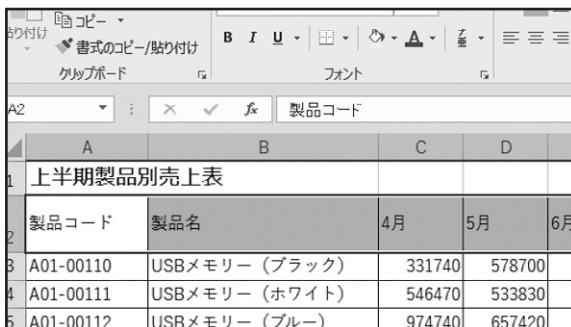 コピー
貼り付け
書式のコピー/貼り付け
クリップボード
B I U
A
フォント
A2
fx 製品コード
A B C D
1 上半期製品別売上表
2 製品コード 製品名 4月 5月 6月
3 A01-00110 USBメモリー（ブラック） 331740 578700
4 A01-00111 USBメモリー（ホワイト） 546470 533830
5 A01-00112 USBメモリー（ブルー） 974740 657420